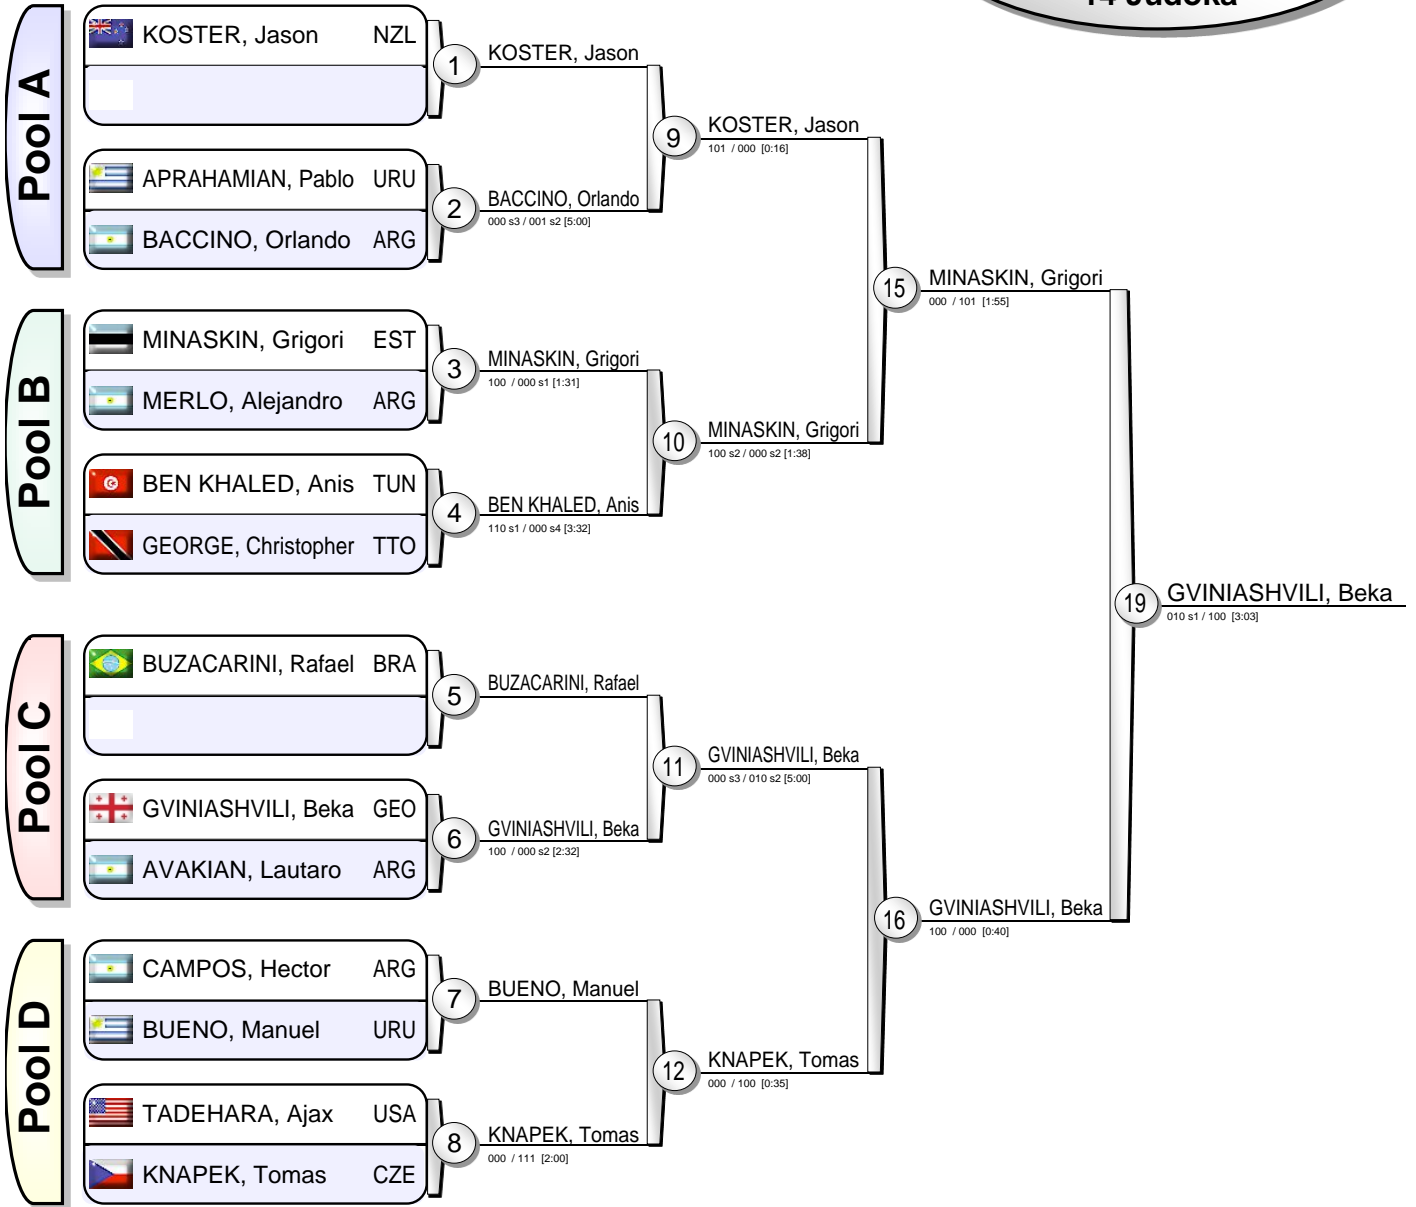 14 Judoka
Pool A
KOSTER, Jason NZL
1
KOSTER, Jason
APRAHAMIAN, Pablo URU
BACCINO, Orlando ARG
2
BACCINO, Orlando
000 s3 / 001 s2 [5:00]
9
KOSTER, Jason
101 / 000 [0:16]
Pool B
MINASKIN, Grigori EST
MERLO, Alejandro ARG
3
MINASKIN, Grigori
100 / 000 s1 [1:31]
BEN KHALED, Anis TUN
GEORGE, Christopher TTO
4
BEN KHALED, Anis
110 s1 / 000 s4 [3:32]
10
MINASKIN, Grigori
100 s2 / 000 s2 [1:38]
15
MINASKIN, Grigori
000 / 101 [1:55]
Pool C
BUZACARINI, Rafael BRA
5
BUZACARINI, Rafael
GVINIASHVILI, Beka GEO
AVAKIAN, Lautaro ARG
6
GVINIASHVILI, Beka
100 / 000 s2 [2:32]
11
GVINIASHVILI, Beka
000 s3 / 010 s2 [5:00]
Pool D
CAMPOS, Hector ARG
BUENO, Manuel URU
7
BUENO, Manuel
TADEHARA, Ajax USA
KNAPEK, Tomas CZE
8
KNAPEK, Tomas
000 / 111 [2:00]
12
KNAPEK, Tomas
000 / 100 [0:35]
16
GVINIASHVILI, Beka
100 / 000 [0:40]
19
GVINIASHVILI, Beka
010 s1 / 100 [3:03]